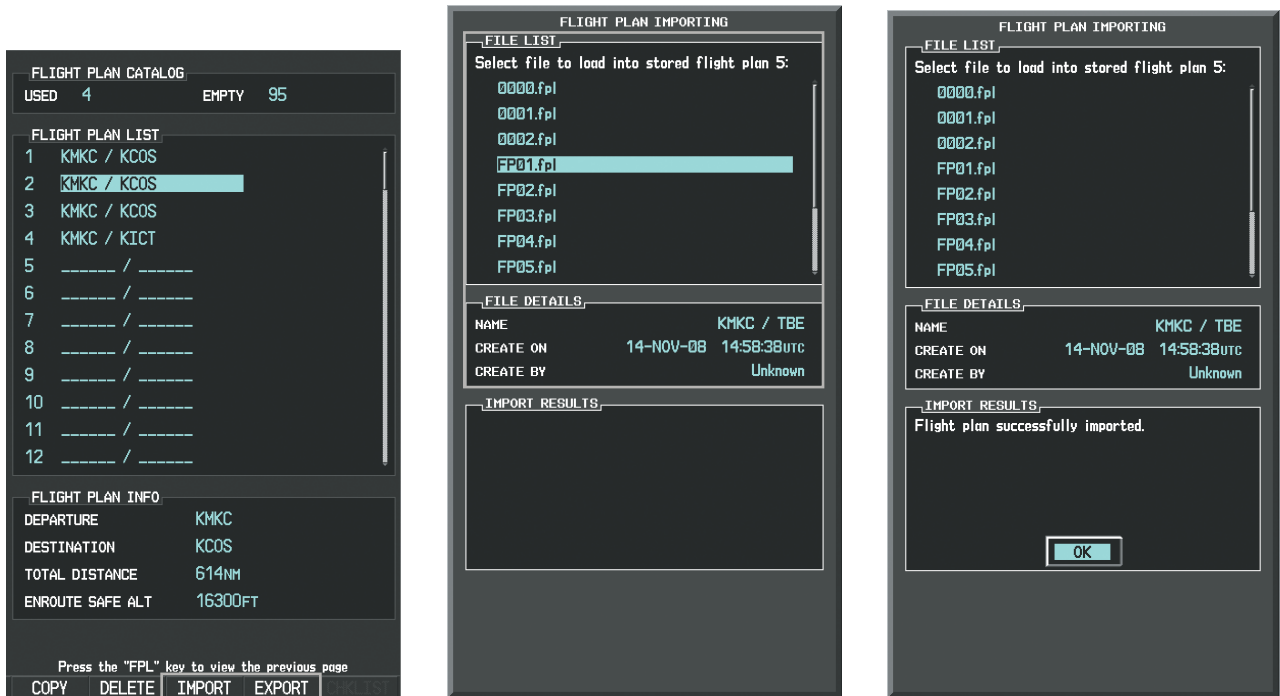 FLIGHT PLAN CATALOG
USED 4 EMPTY 95
FLIGHT PLAN LIST
1 KMKC / KCOS
2 KMKC / KCOS
3 KMKC / KCOS
4 KMKC / KICT
5 ______ / ______
6 ______ / ______
7 ______ / ______
8 ______ / ______
9 ______ / ______
10 ______ / ______
11 ______ / ______
12 ______ / ______
FLIGHT PLAN INFO
DEPARTURE KMKC
DESTINATION KCOS
TOTAL DISTANCE 614NM
ENROUTE SAFE ALT 16300FT
Press the "FPL" key to view the previous page
COPY DELETE IMPORT EXPORT CHKLIST
FLIGHT PLAN IMPORTING
FILE LIST
Select file to load into stored flight plan 5:
0000.fpl
0001.fpl
0002.fpl
FP01.fpl
FP02.fpl
FP03.fpl
FP04.fpl
FP05.fpl
FILE DETAILS
NAME KMKC / TBE
CREATE ON 14-NOV-08 14:58:38UTC
CREATE BY Unknown
IMPORT RESULTS
FLIGHT PLAN IMPORTING
FILE LIST
Select file to load into stored flight plan 5:
0000.fpl
0001.fpl
0002.fpl
FP01.fpl
FP02.fpl
FP03.fpl
FP04.fpl
FP05.fpl
FILE DETAILS
NAME KMKC / TBE
CREATE ON 14-NOV-08 14:58:38UTC
CREATE BY Unknown
IMPORT RESULTS
Flight plan successfully imported.
OK